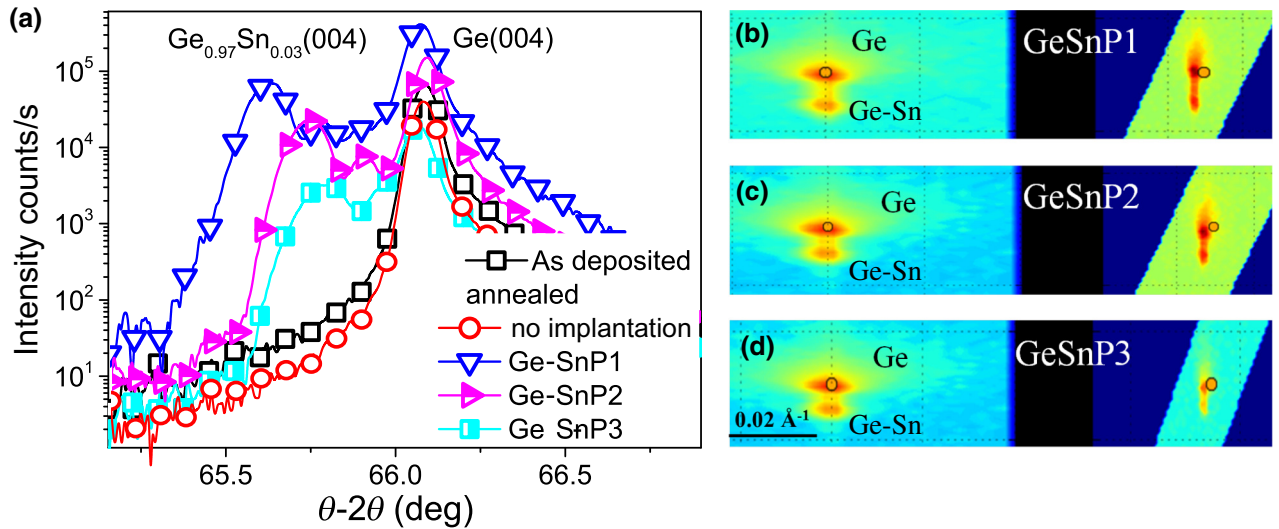 (a)
Ge0.97Sn0.03(004)
Ge(004)
Intensity counts/s
10^5
10^4
10^3
10^2
10^1
65.5
66.0
66.5
θ-2θ (deg)
As deposited
annealed
no implantation
Ge-SnP1
Ge-SnP2
Ge SnP3
(b)
Ge
Ge-Sn
GeSnP1
(c)
Ge
Ge-Sn
GeSnP2
(d)
Ge
Ge-Sn
0.02 Å^-1
GeSnP3